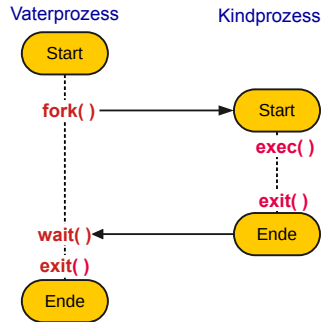 Vaterprozess
Kindprozess
Start
fork( )
Start
exec( )
exit( )
wait( )
Ende
exit( )
Ende